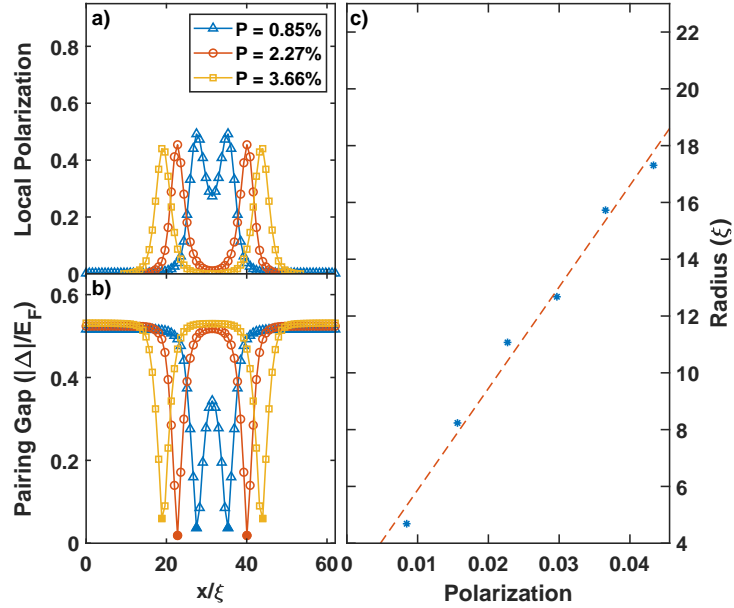 a)
P = 0.85%
P = 2.27%
P = 3.66%
Local Polarization
0.8
0.6
0.4
0.2
0
b)
Pairing Gap (|Δ|/E_F)
0.6
0.4
0.2
0
0 20 40 60
x/ξ
c)
22
20
18
16
14
12
10
8
6
4
Radius (ξ)
0 0.01 0.02 0.03 0.04
Polarization